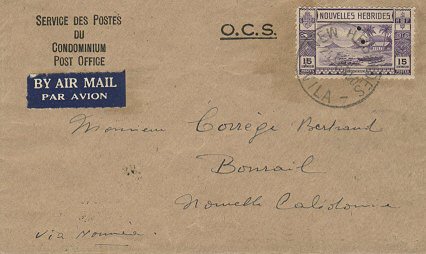 SERVICE DES POSTES
DU
CONDOMINIUM
POST OFFICE
O.C.S.
NOUVELLES HEBRIDES
15
15
BY AIR MAIL
PAR AVION
Monsieur Corrège Bertrand
Bourail
Nouvelle Calédonie
via Nouméa.